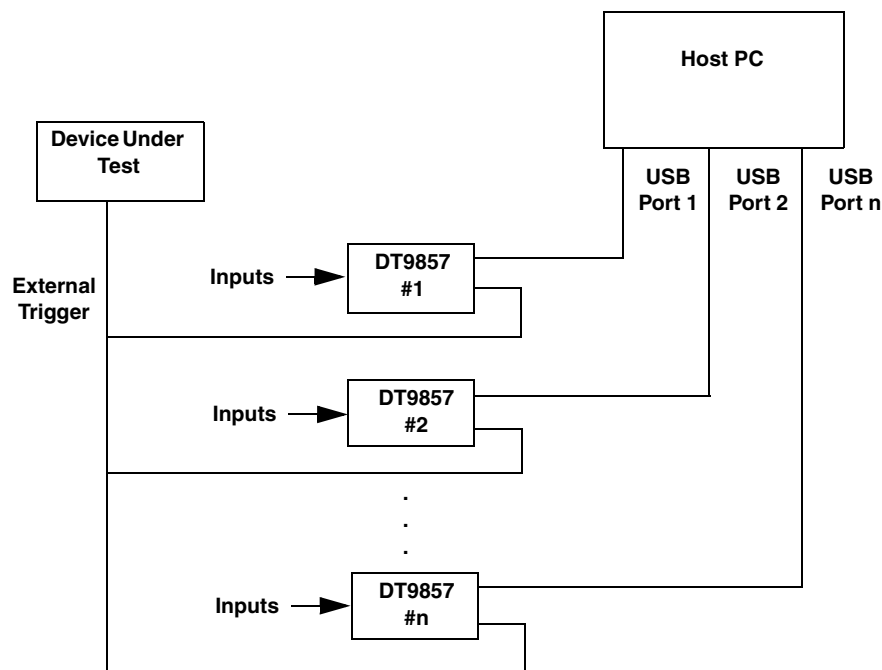 Host PC
Device Under
Test
USB
Port 1
USB
Port 2
USB
Port n
DT9857
#1
Inputs
External
Trigger
DT9857
#2
Inputs
.
.
.
DT9857
#n
Inputs